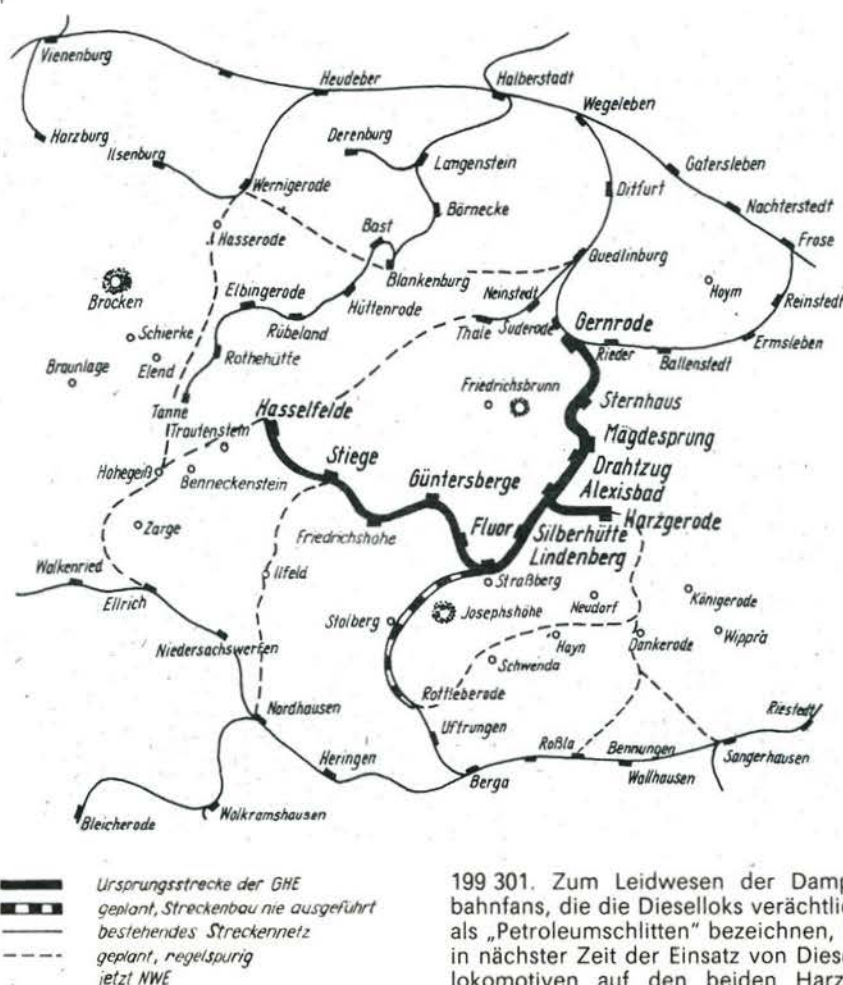 Vienenburg
Heudeber
Halberstadt
Wegeleben
Harzburg
Ilsenburg
Derenburg
Langenstein
Gatersleben
Wernigerode
Ditfurt
Nachterstedt
Bärnecke
Hasserode
Bast
Frose
Quedlinburg
Blankenburg
Hoym
Brocken
Elbingerode
Neinstedt
Reinstedt
Hüttenrode
Schierke
Rübeland
Thale
Suderode
Gernrode
Ermsleben
Braunlage
Elend
Rothehütte
Rieder
Ballenstedt
Friedrichsbrunn
Sternhaus
Tanne
Hasselfelde
Trautenstein
Mägdesprung
Drahtzug
Hohegeiß
Stiege
Benneckenstein
Güntersberge
Alexisbad
Harzgerode
Zarge
Friedrichshöhe
Fluor
Silberhütte
Lindenberg
Walkenried
Ilfeld
Straßberg
Ellrich
Stolberg
Josephshöhe
Neudorf
Königerode
Niedersachswerfen
Hayn
Dankerode
Wippra
Schwenda
Nordhausen
Rottleberode
Riestedt
Uftrungen
Heringen
Roßla
Bennungen
Sangerhausen
Berga
Wallhausen
Bleicherode
Wolkramshausen
Ursprungsstrecke der GHE
geplant, Streckenbau nie ausgeführt
bestehendes Streckennetz
geplant, regelspurig
jetzt NWE
199 301. Zum Leidwesen der Damp
bahnfans, die die Dieselloks verächtlic
als „Petroleumschlitten“ bezeichnen,
in nächster Zeit der Einsatz von Diese
lokomotiven auf den beiden Harz